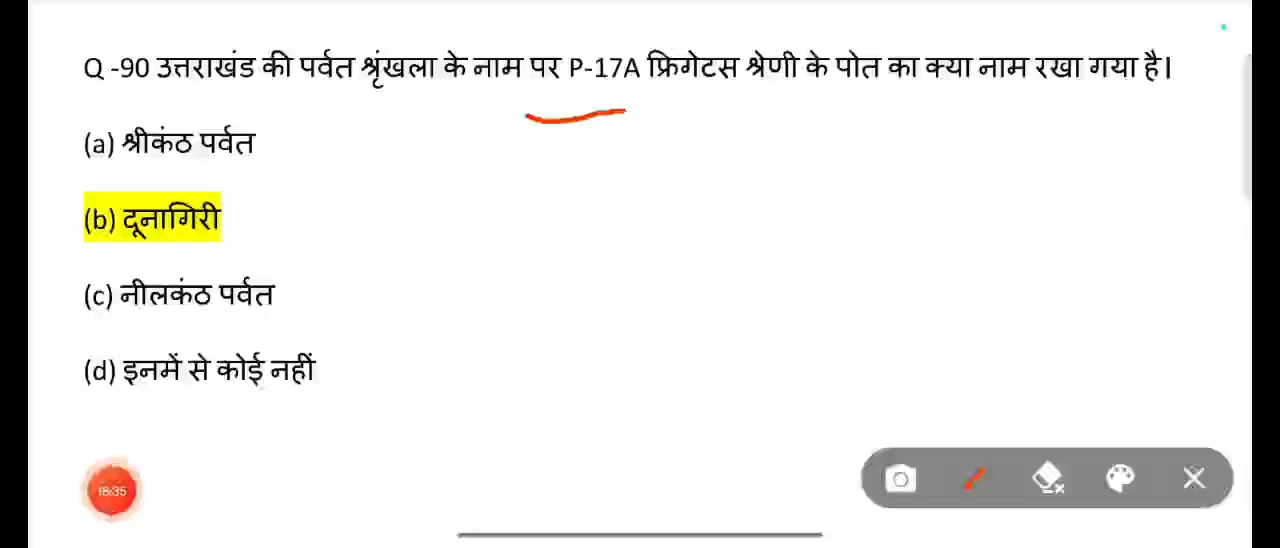 Q -90 उत्तराखंड की पर्वत श्रृंखला के नाम पर P-17A फ्रिगेटस श्रेणी के पोत का क्या नाम रखा गया है।
(a) श्रीकंठ पर्वत
(b) दूनागिरी
(c) नीलकंठ पर्वत
(d) इनमें से कोई नहीं
18:35